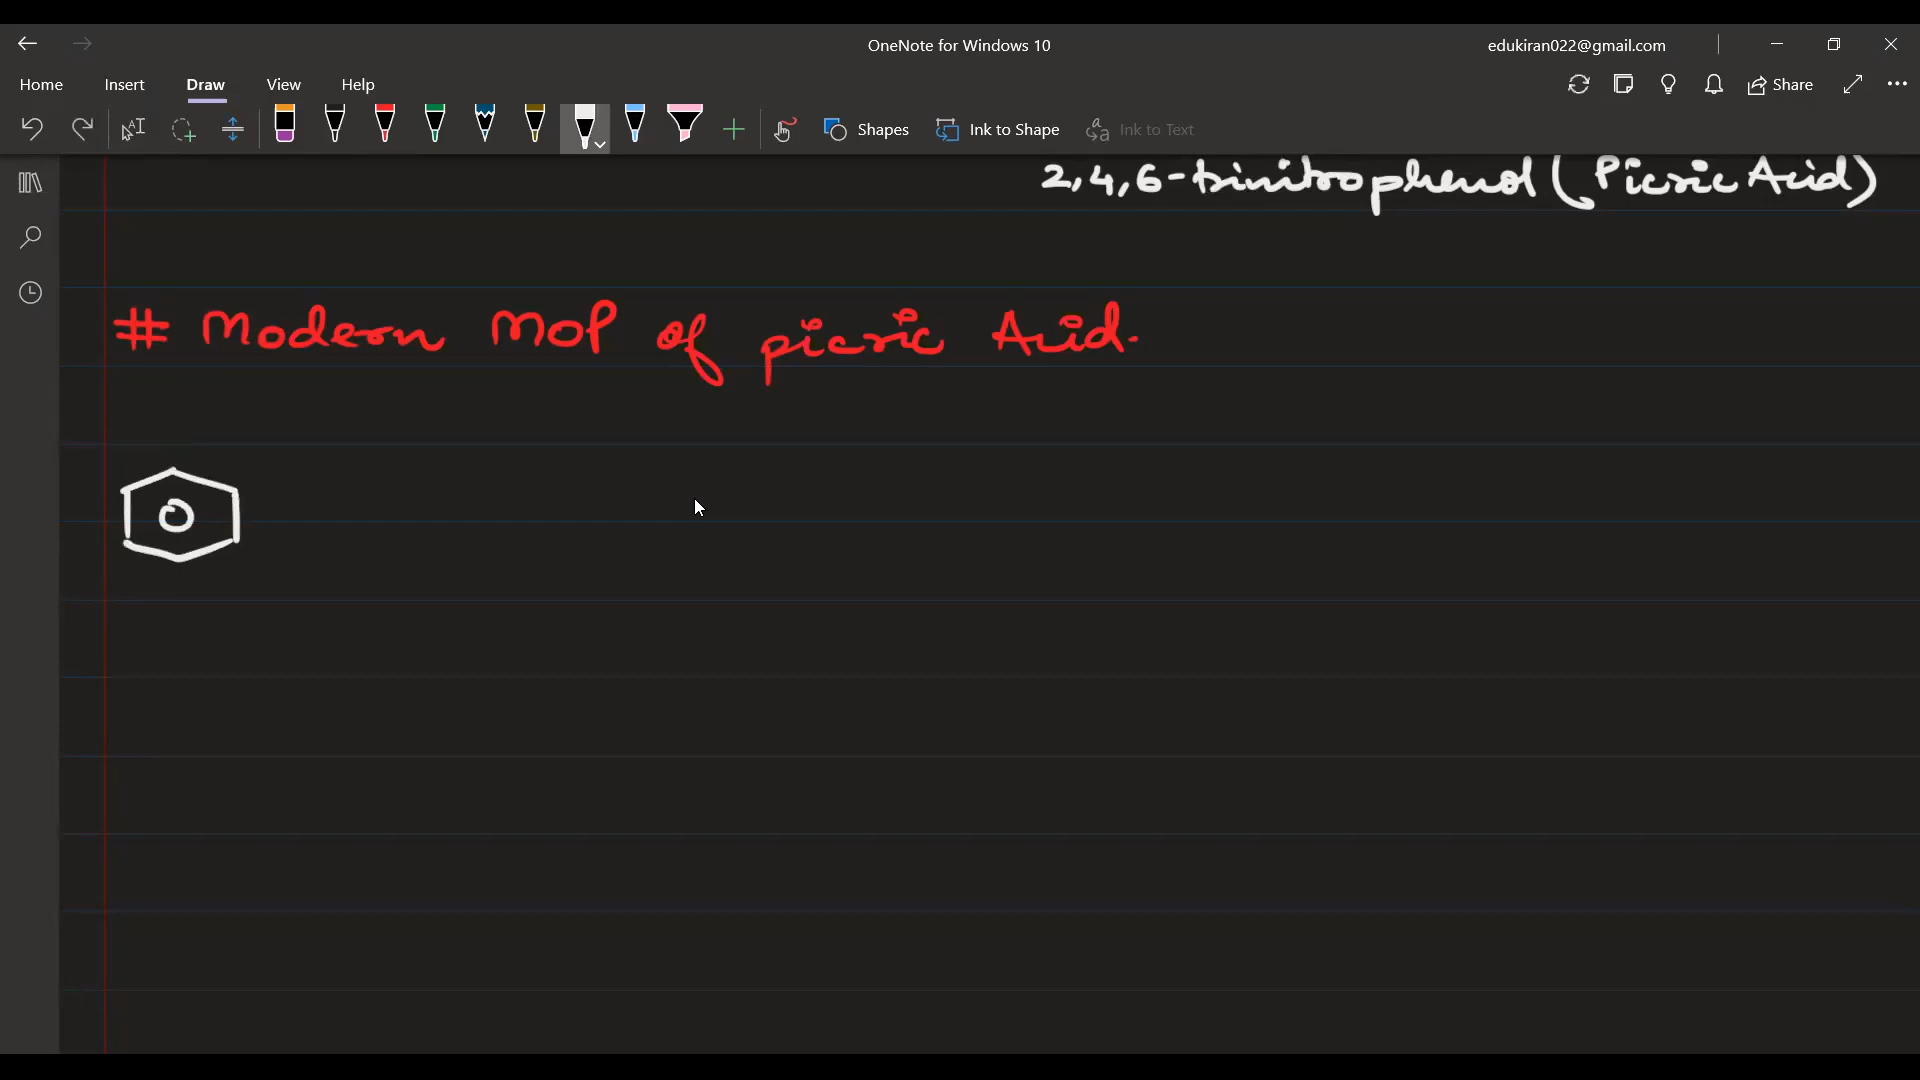 OneNote for Windows 10
edukiran022@gmail.com
Home Insert Draw View Help
Share
Shapes Ink to Shape Ink to Text
2,4,6-trinitrophenol (Picric Acid)
# Modern MOP of picric Acid.